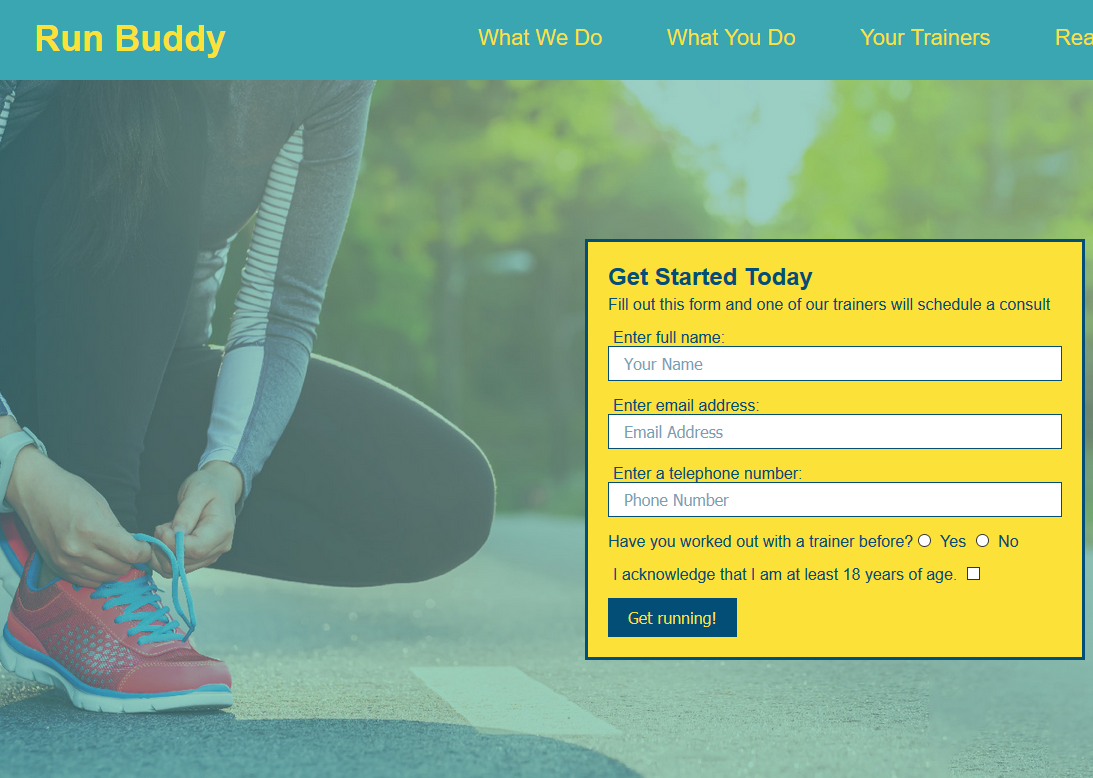 Run Buddy
What We Do
What You Do
Your Trainers
Rea
Get Started Today
Fill out this form and one of our trainers will schedule a consult
Enter full name:
Your Name
Enter email address:
Email Address
Enter a telephone number:
Phone Number
Have you worked out with a trainer before? Yes No
I acknowledge that I am at least 18 years of age.
Get running!